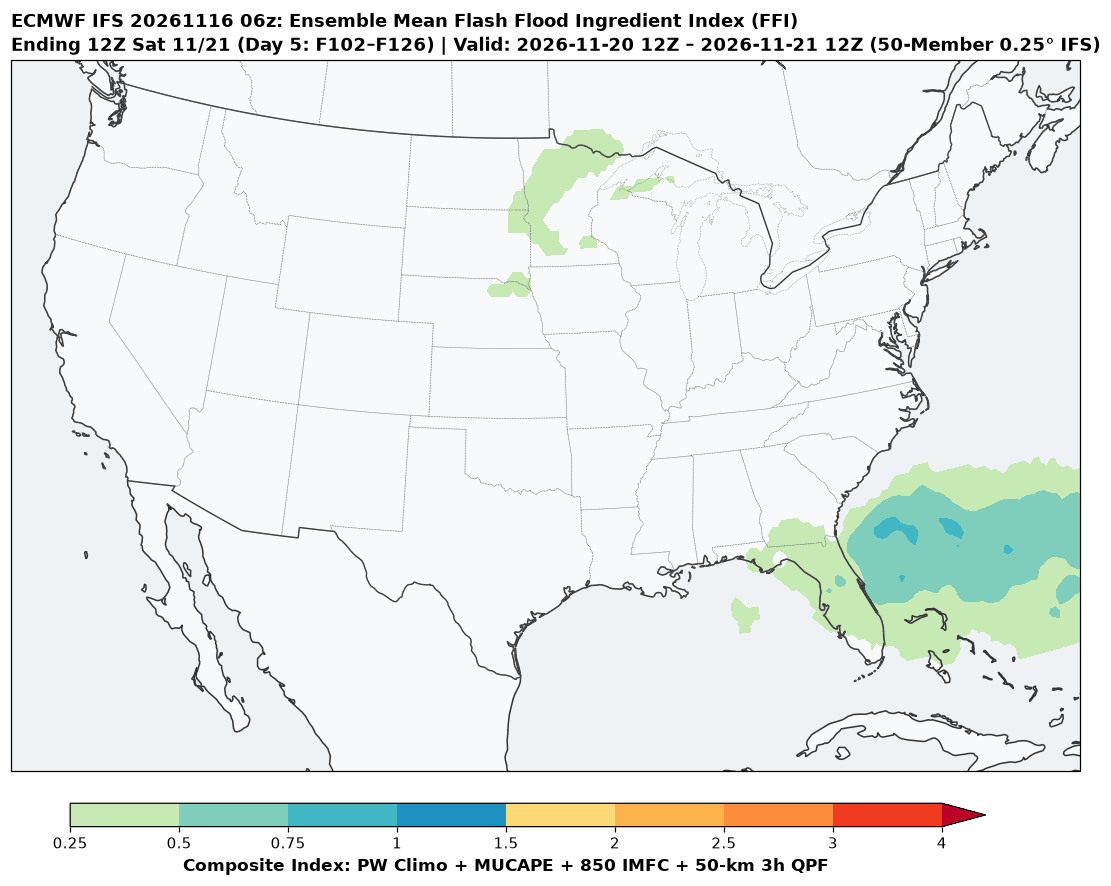 ECMWF IFS 20261116 06z: Ensemble Mean Flash Flood Ingredient Index (FFI)
Ending 12Z Sat 11/21 (Day 5: F102–F126) | Valid: 2026-11-20 12Z – 2026-11-21 12Z (50-Member 0.25° IFS)
0.25 0.5 0.75 1 1.5 2 2.5 3 4
Composite Index: PW Climo + MUCAPE + 850 IMFC + 50-km 3h QPF